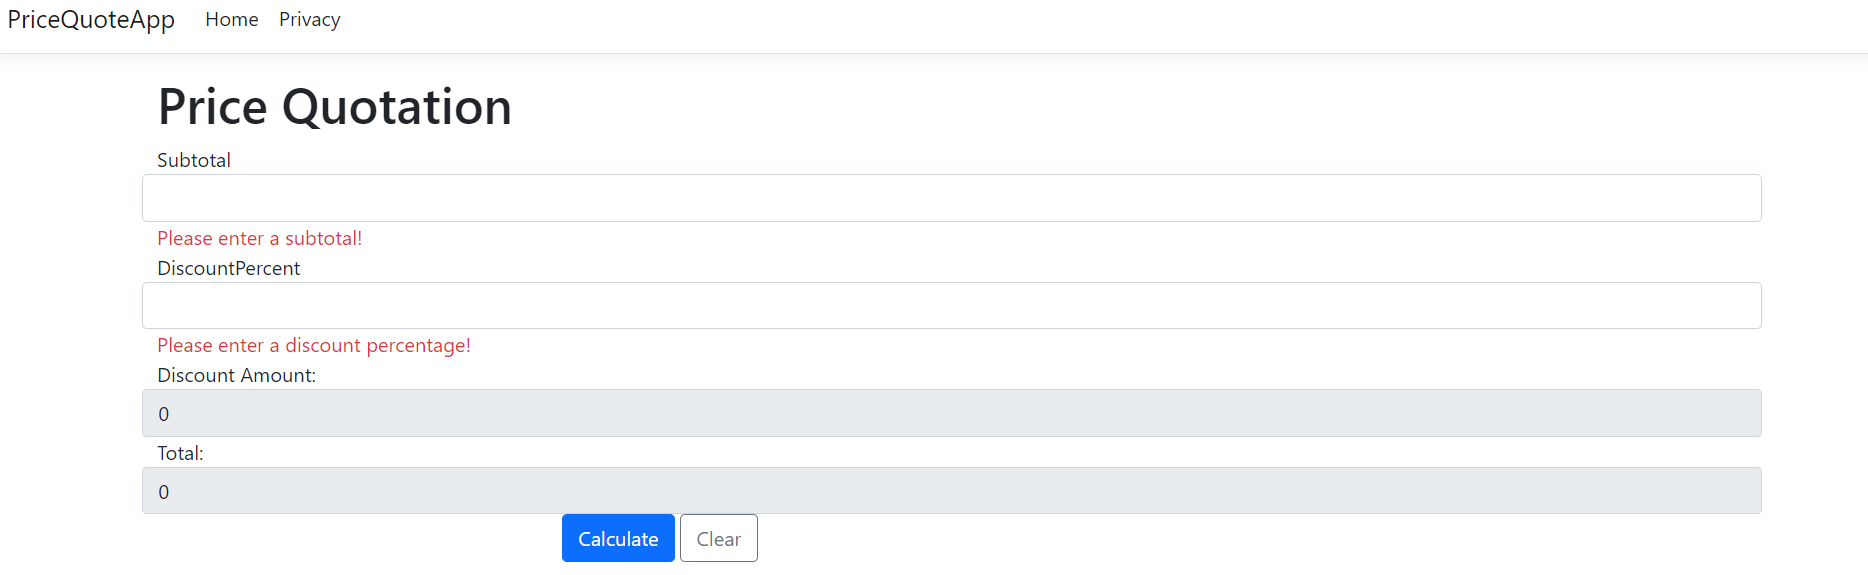 PriceQuoteApp Home Privacy
Price Quotation
Subtotal
Please enter a subtotal!
DiscountPercent
Please enter a discount percentage!
Discount Amount:
0
Total:
0
Calculate Clear